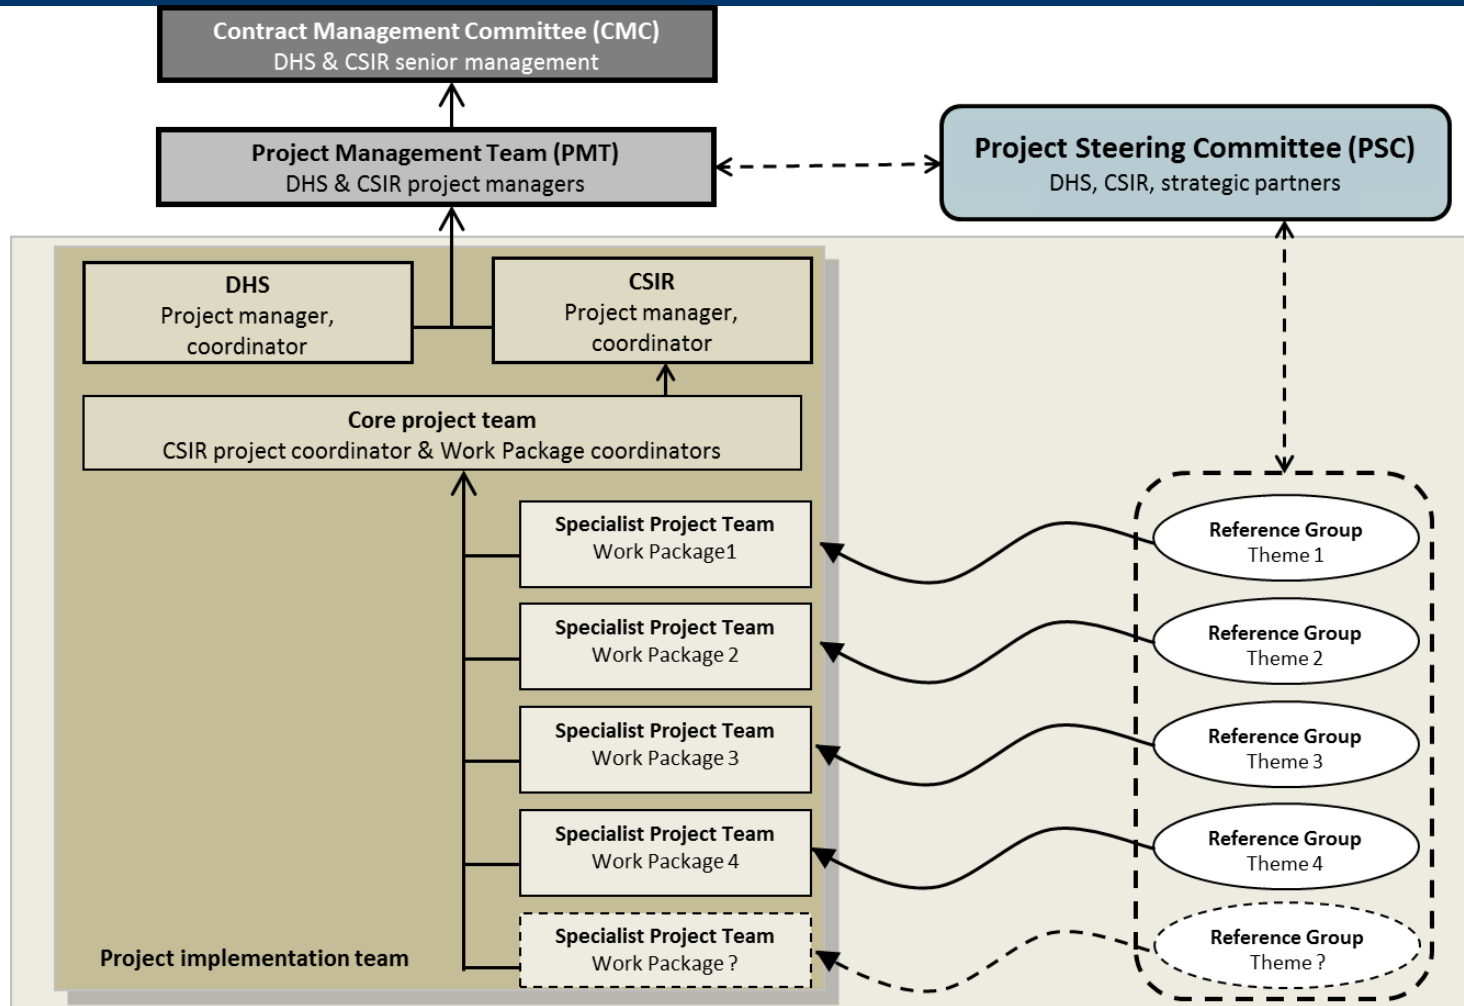 Contract Management Committee (CMC)
DHS & CSIR senior management
Project Management Team (PMT)
DHS & CSIR project managers
Project Steering Committee (PSC)
DHS, CSIR, strategic partners
DHS
Project manager,
coordinator
CSIR
Project manager,
coordinator
Core project team
CSIR project coordinator & Work Package coordinators
Specialist Project Team
Work Package1
Reference Group
Theme 1
Specialist Project Team
Work Package 2
Reference Group
Theme 2
Specialist Project Team
Work Package 3
Reference Group
Theme 3
Specialist Project Team
Work Package 4
Reference Group
Theme 4
Specialist Project Team
Work Package ?
Reference Group
Theme ?
Project implementation team